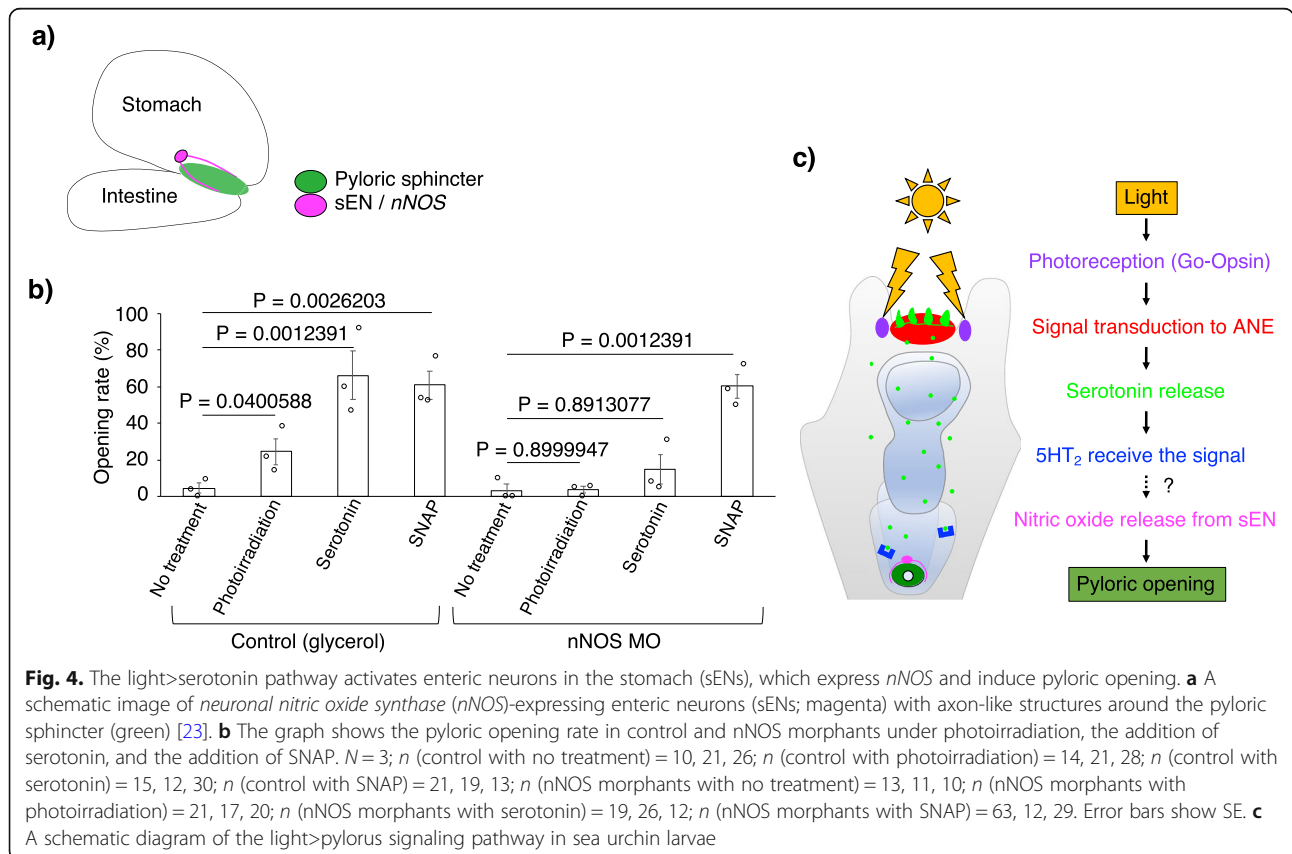 a)
Stomach
Intestine
Pyloric sphincter
sEN / nNOS
b)
P = 0.0026203
P = 0.0012391
P = 0.0400588
P = 0.0012391
P = 0.8913077
P = 0.8999947
Opening rate (%)
100
80
60
40
20
0
No treatment
Photoirradiation
Serotonin
SNAP
No treatment
Photoirradiation
Serotonin
SNAP
Control (glycerol)
nNOS MO
c)
Light
Photoreception (Go-Opsin)
Signal transduction to ANE
Serotonin release
5HT₂ receive the signal
?
Nitric oxide release from sEN
Pyloric opening
Fig. 4. The light>serotonin pathway activates enteric neurons in the stomach (sENs), which express nNOS and induce pyloric opening. a A
schematic image of neuronal nitric oxide synthase (nNOS)-expressing enteric neurons (sENs; magenta) with axon-like structures around the pyloric
sphincter (green) [23]. b The graph shows the pyloric opening rate in control and nNOS morphants under photoirradiation, the addition of
serotonin, and the addition of SNAP. N = 3; n (control with no treatment) = 10, 21, 26; n (control with photoirradiation) = 14, 21, 28; n (control with
serotonin) = 15, 12, 30; n (control with SNAP) = 21, 19, 13; n (nNOS morphants with no treatment) = 13, 11, 10; n (nNOS morphants with
photoirradiation) = 21, 17, 20; n (nNOS morphants with serotonin) = 19, 26, 12; n (nNOS morphants with SNAP) = 63, 12, 29. Error bars show SE. c
A schematic diagram of the light>pylorus signaling pathway in sea urchin larvae